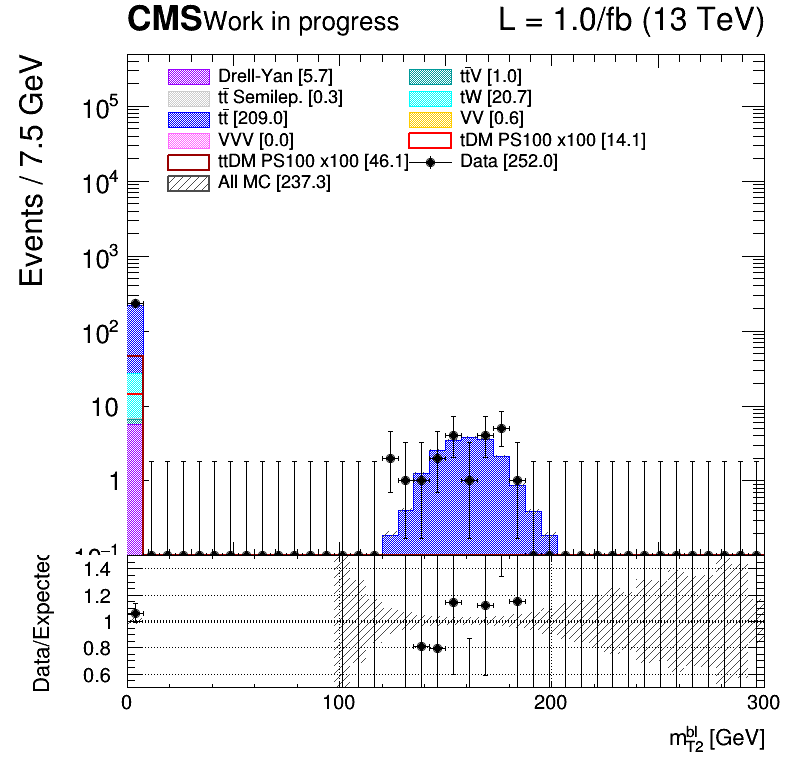 CMS Work in progress L = 1.0/fb (13 TeV)
Events / 7.5 GeV
Drell-Yan [5.7] tt̄V [1.0]
tt̄ Semilep. [0.3] tW [20.7]
tt̄ [209.0] VV [0.6]
VVV [0.0] tDM PS100 x100 [14.1]
ttDM PS100 x100 [46.1] Data [252.0]
All MC [237.3]
10⁵
10⁴
10³
10²
10
1
10⁻¹
Data/Expected
1.4
1.2
1
0.8
0.6
0 100 200 300
m_{T2}^{bl} [GeV]